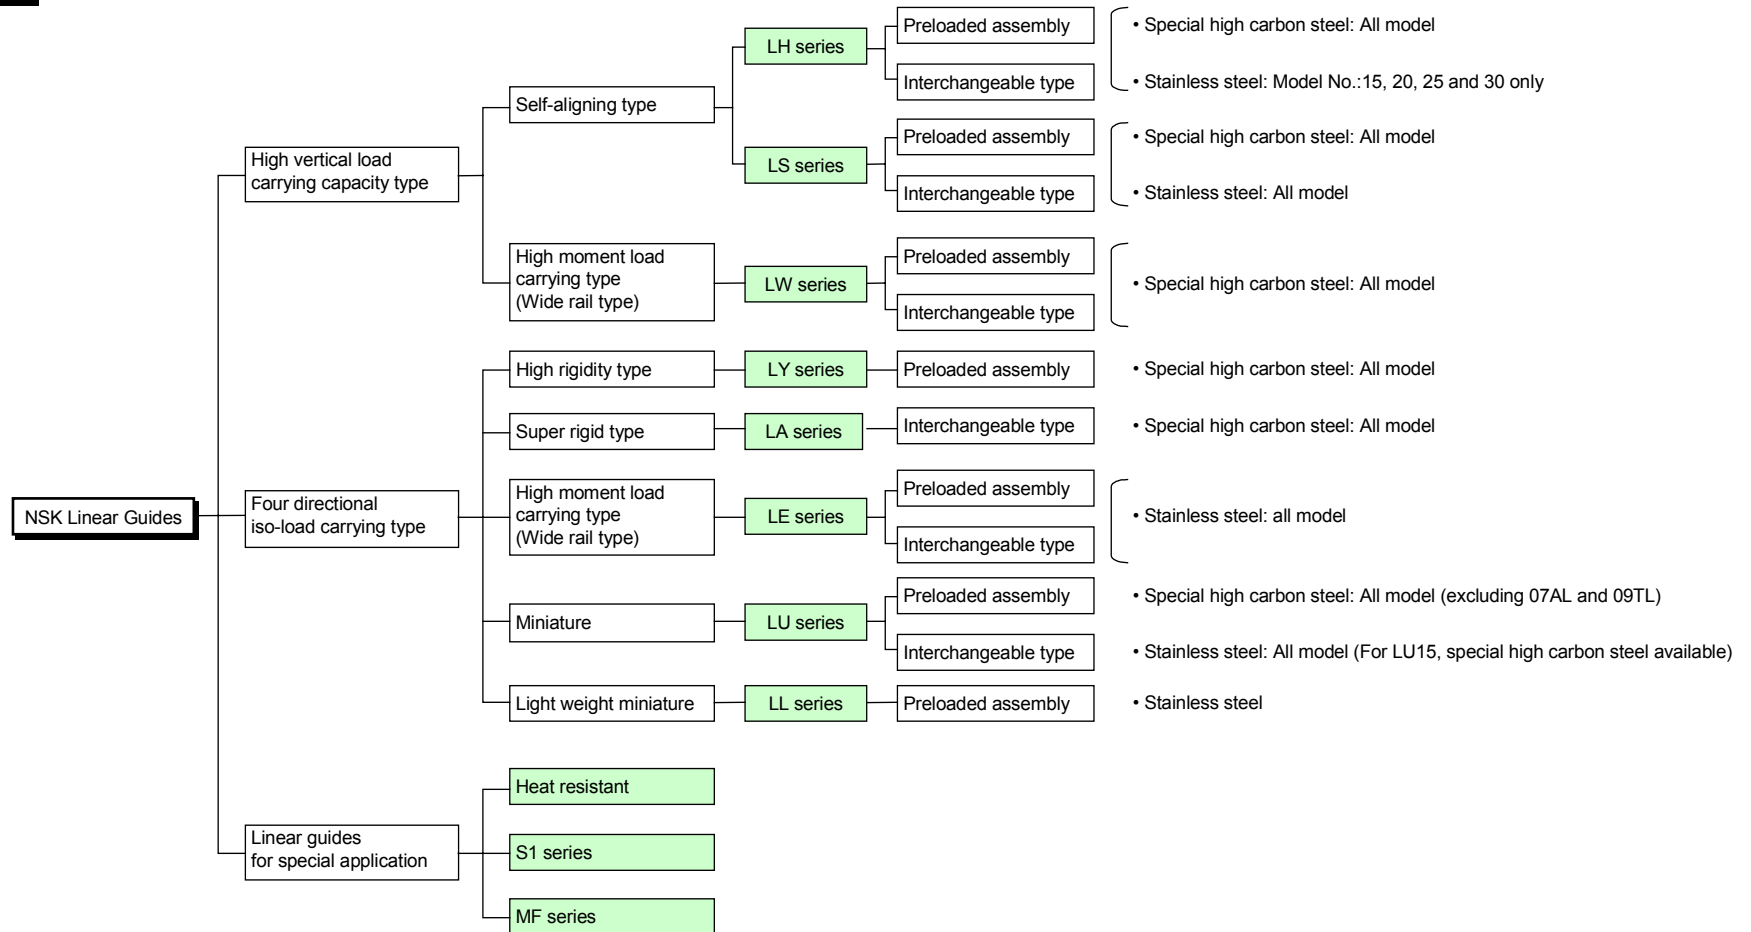 NSK Linear Guides
High vertical load
carrying capacity type
Self-aligning type
LH series
Preloaded assembly
Interchangeable type
• Special high carbon steel: All model
• Stainless steel: Model No.:15, 20, 25 and 30 only
LS series
Preloaded assembly
Interchangeable type
• Special high carbon steel: All model
• Stainless steel: All model
High moment load
carrying type
(Wide rail type)
LW series
Preloaded assembly
Interchangeable type
• Special high carbon steel: All model
Four directional
iso-load carrying type
High rigidity type
LY series
Preloaded assembly
• Special high carbon steel: All model
Super rigid type
LA series
Interchangeable type
• Special high carbon steel: All model
High moment load
carrying type
(Wide rail type)
LE series
Preloaded assembly
Interchangeable type
• Stainless steel: all model
Miniature
LU series
Preloaded assembly
• Special high carbon steel: All model (excluding 07AL and 09TL)
Interchangeable type
• Stainless steel: All model (For LU15, special high carbon steel available)
Light weight miniature
LL series
Preloaded assembly
• Stainless steel
Linear guides
for special application
Heat resistant
S1 series
MF series